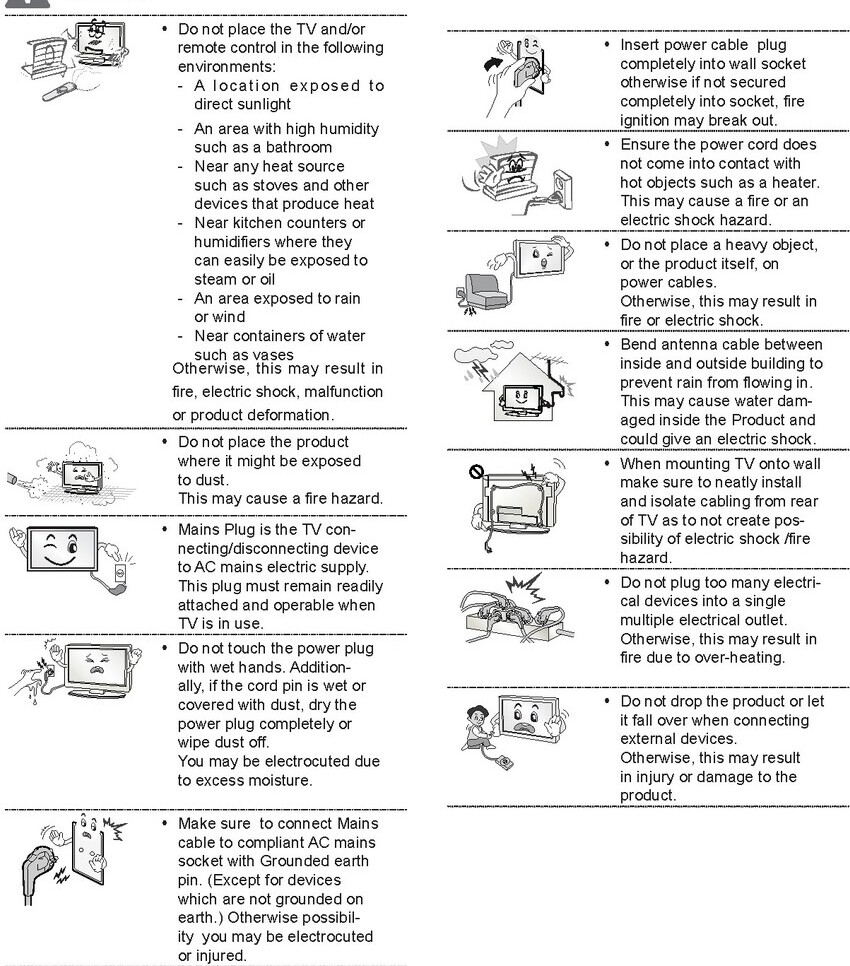 • Do not place the TV and/or
remote control in the following
environments:
- A location exposed to
direct sunlight
- An area with high humidity
such as a bathroom
- Near any heat source
such as stoves and other
devices that produce heat
- Near kitchen counters or
humidifiers where they
can easily be exposed to
steam or oil
- An area exposed to rain
or wind
- Near containers of water
such as vases
Otherwise, this may result in
fire, electric shock, malfunction
or product deformation.
• Do not place the product
where it might be exposed
to dust.
This may cause a fire hazard.
• Mains Plug is the TV con-
necting/disconnecting device
to AC mains electric supply.
This plug must remain readily
attached and operable when
TV is in use.
• Do not touch the power plug
with wet hands. Addition-
ally, if the cord pin is wet or
covered with dust, dry the
power plug completely or
wipe dust off.
You may be electrocuted due
to excess moisture.
• Make sure to connect Mains
cable to compliant AC mains
socket with Grounded earth
pin. (Except for devices
which are not grounded on
earth.) Otherwise possibil-
ity you may be electrocuted
or injured.
• Insert power cable plug
completely into wall socket
otherwise if not secured
completely into socket, fire
ignition may break out.
• Ensure the power cord does
not come into contact with
hot objects such as a heater.
This may cause a fire or an
electric shock hazard.
• Do not place a heavy object,
or the product itself, on
power cables.
Otherwise, this may result in
fire or electric shock.
• Bend antenna cable between
inside and outside building to
prevent rain from flowing in.
This may cause water dam-
aged inside the Product and
could give an electric shock.
• When mounting TV onto wall
make sure to neatly install
and isolate cabling from rear
of TV as to not create pos-
sibility of electric shock /fire
hazard.
• Do not plug too many electri-
cal devices into a single
multiple electrical outlet.
Otherwise, this may result in
fire due to over-heating.
• Do not drop the product or let
it fall over when connecting
external devices.
Otherwise, this may result
in injury or damage to the
product.